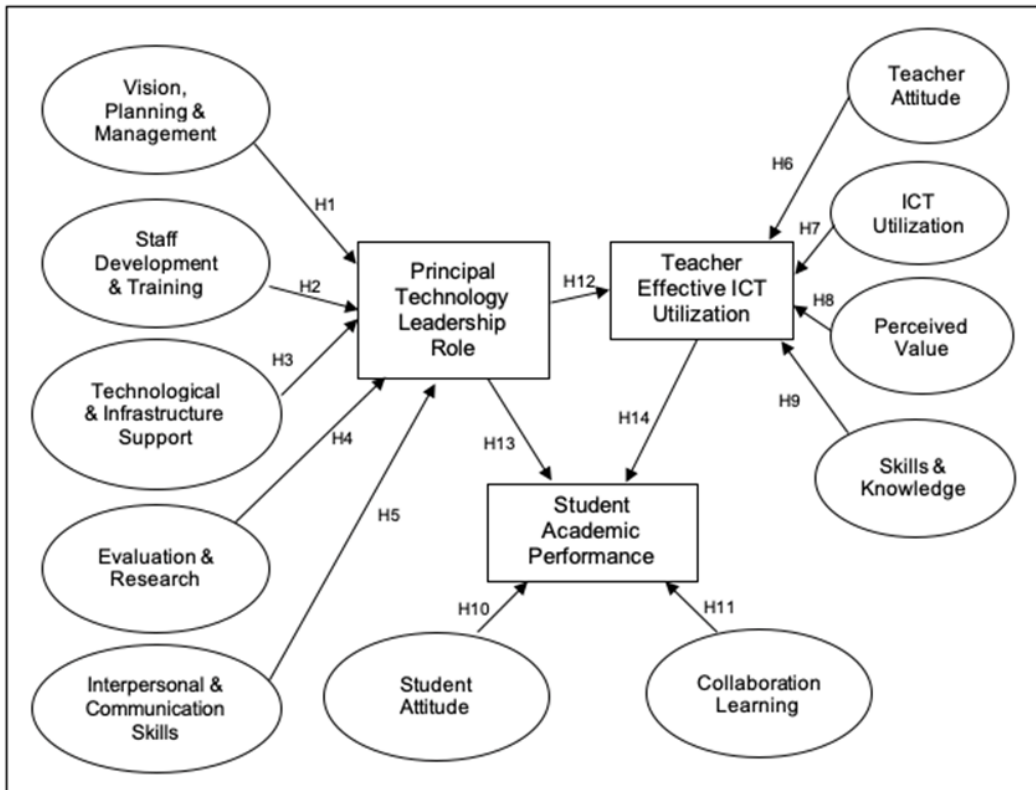 Vision,
Planning &
Management
Teacher
Attitude
H6
H1
ICT
Utilization
H7
Staff
Development
& Training
H2
Principal
Technology
Leadership
Role
H12
Teacher
Effective ICT
Utilization
H8
Perceived
Value
H3
Technological
& Infrastructure
Support
H4
H13
H14
H9
Skills &
Knowledge
H5
Student
Academic
Performance
Evaluation &
Research
H10
H11
Interpersonal &
Communication
Skills
Student
Attitude
Collaboration
Learning